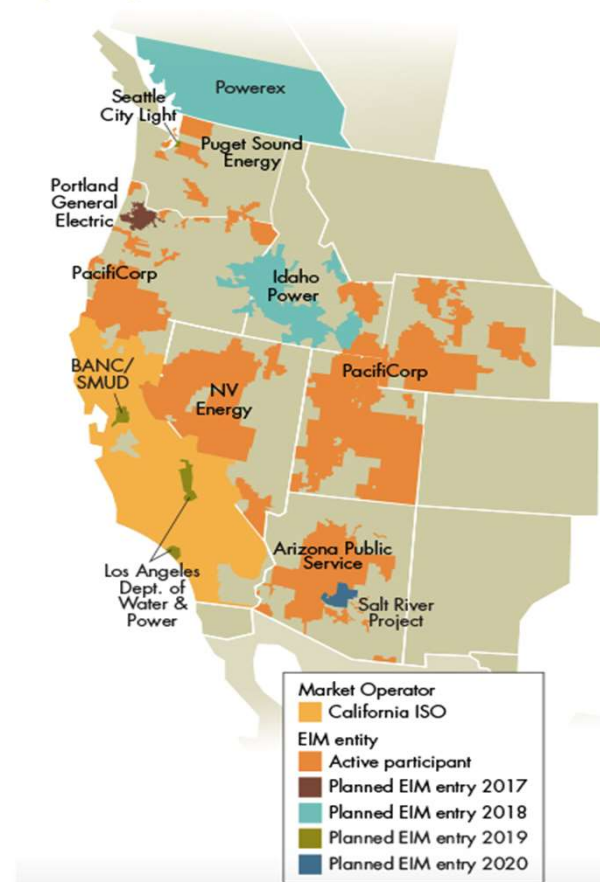 Powerex
Seattle
City Light
Puget Sound
Energy
Portland
General
Electric
PacifiCorp
Idaho
Power
BANC/
SMUD
NV
Energy
PacifiCorp
Arizona Public
Service
Los Angeles
Dept. of
Water &
Power
Salt River
Project
Market Operator
California ISO
EIM entity
Active participant
Planned EIM entry 2017
Planned EIM entry 2018
Planned EIM entry 2019
Planned EIM entry 2020